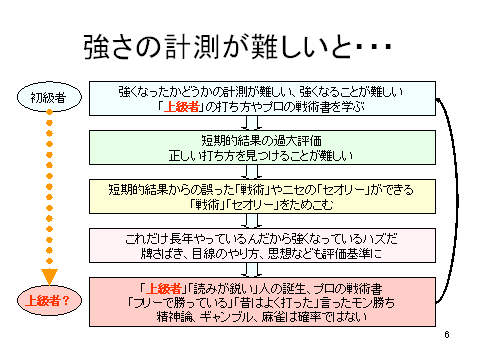 強さの計測が難しいと・・・
初級者
強くなったかどうかの計測が難しい、強くなることが難しい
「上級者」の打ち方やプロの戦術書を学ぶ
短期的結果の過大評価
正しい打ち方を見つけることが難しい
短期的結果からの誤った「戦術」やニセの「セオリー」ができる
「戦術」「セオリー」をためこむ
これだけ長年やっているんだから強くなっているハズだ
牌さばき、目線のやり方、思想なども評価基準に
上級者?
「上級者」「読みが鋭い」人の誕生、プロの戦術書
「フリーで勝っている」「昔はよく打った」言ったモン勝ち
精神論、ギャンブル、麻雀は確率ではない
6